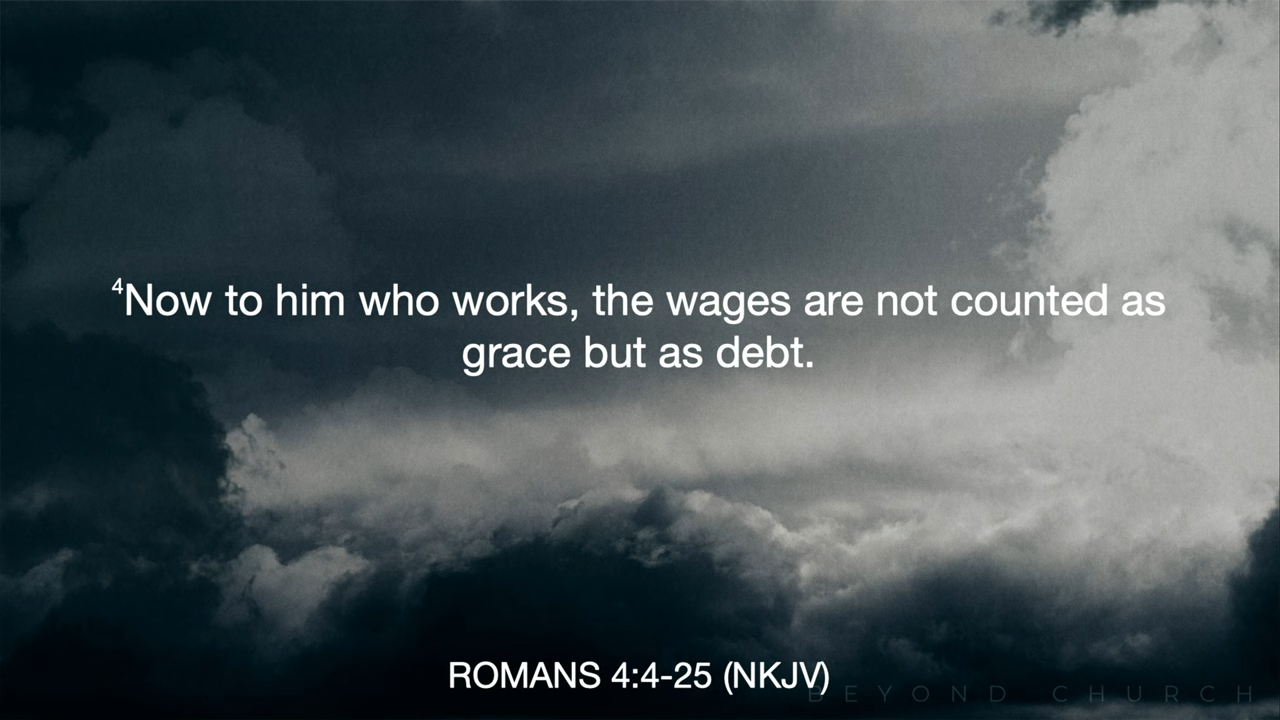 ⁴Now to him who works, the wages are not counted as
grace but as debt.
ROMANS 4:4-25 (NKJV)
BEYOND CHURCH